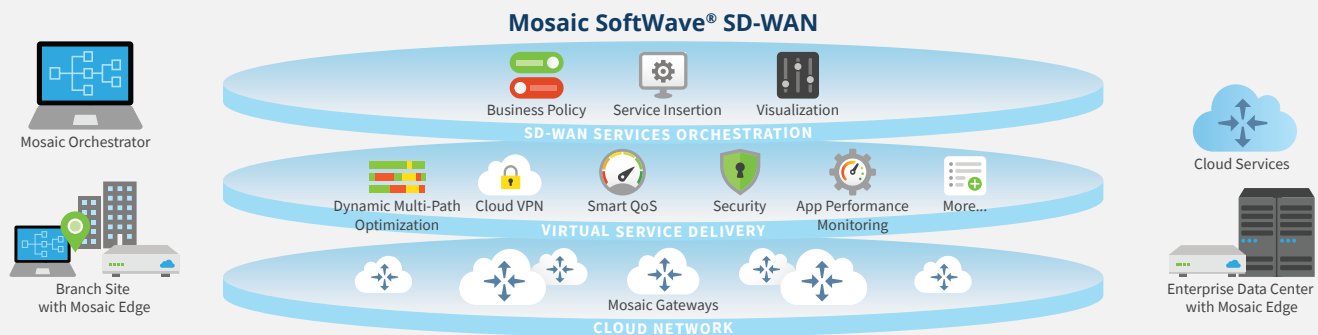 Mosaic SoftWave® SD-WAN
Mosaic Orchestrator
Business Policy
Service Insertion
Visualization
SD-WAN SERVICES ORCHESTRATION
Dynamic Multi-Path
Optimization
Cloud VPN
Smart QoS
Security
App Performance
Monitoring
More...
VIRTUAL SERVICE DELIVERY
Cloud Services
Branch Site
with Mosaic Edge
Mosaic Gateways
CLOUD NETWORK
Enterprise Data Center
with Mosaic Edge